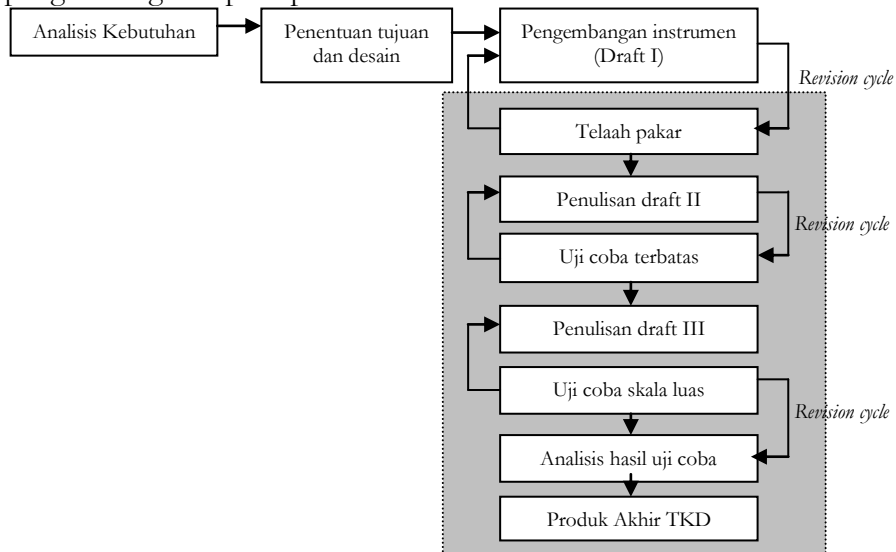 Analisis Kebutuhan
Penentuan tujuan
dan desain
Pengembangan instrumen
(Draft I)
Revision cycle
Telaah pakar
Penulisan draft II
Revision cycle
Uji coba terbatas
Penulisan draft III
Uji coba skala luas
Revision cycle
Analisis hasil uji coba
Produk Akhir TKD